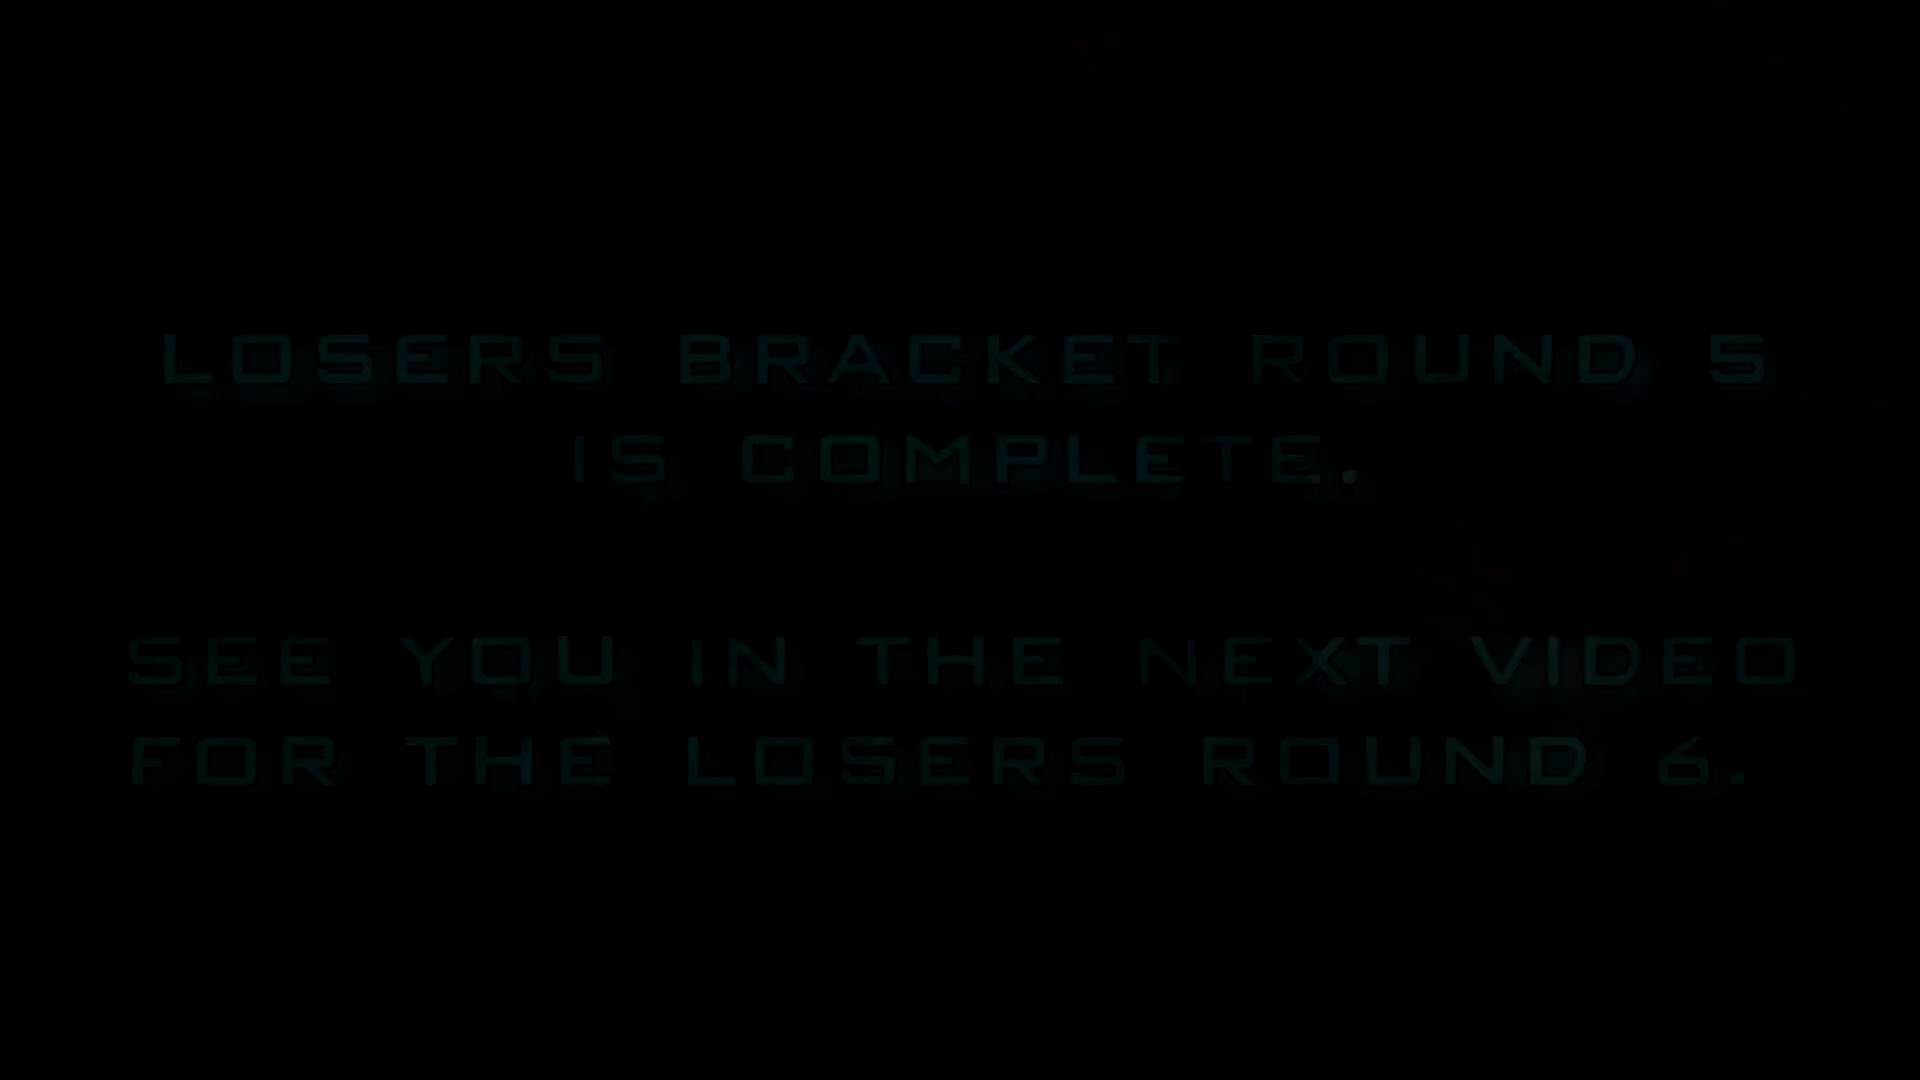 LOSERS BRACKET ROUND 5
IS COMPLETE.
SEE YOU IN THE NEXT VIDEO
FOR THE LOSERS ROUND 6.